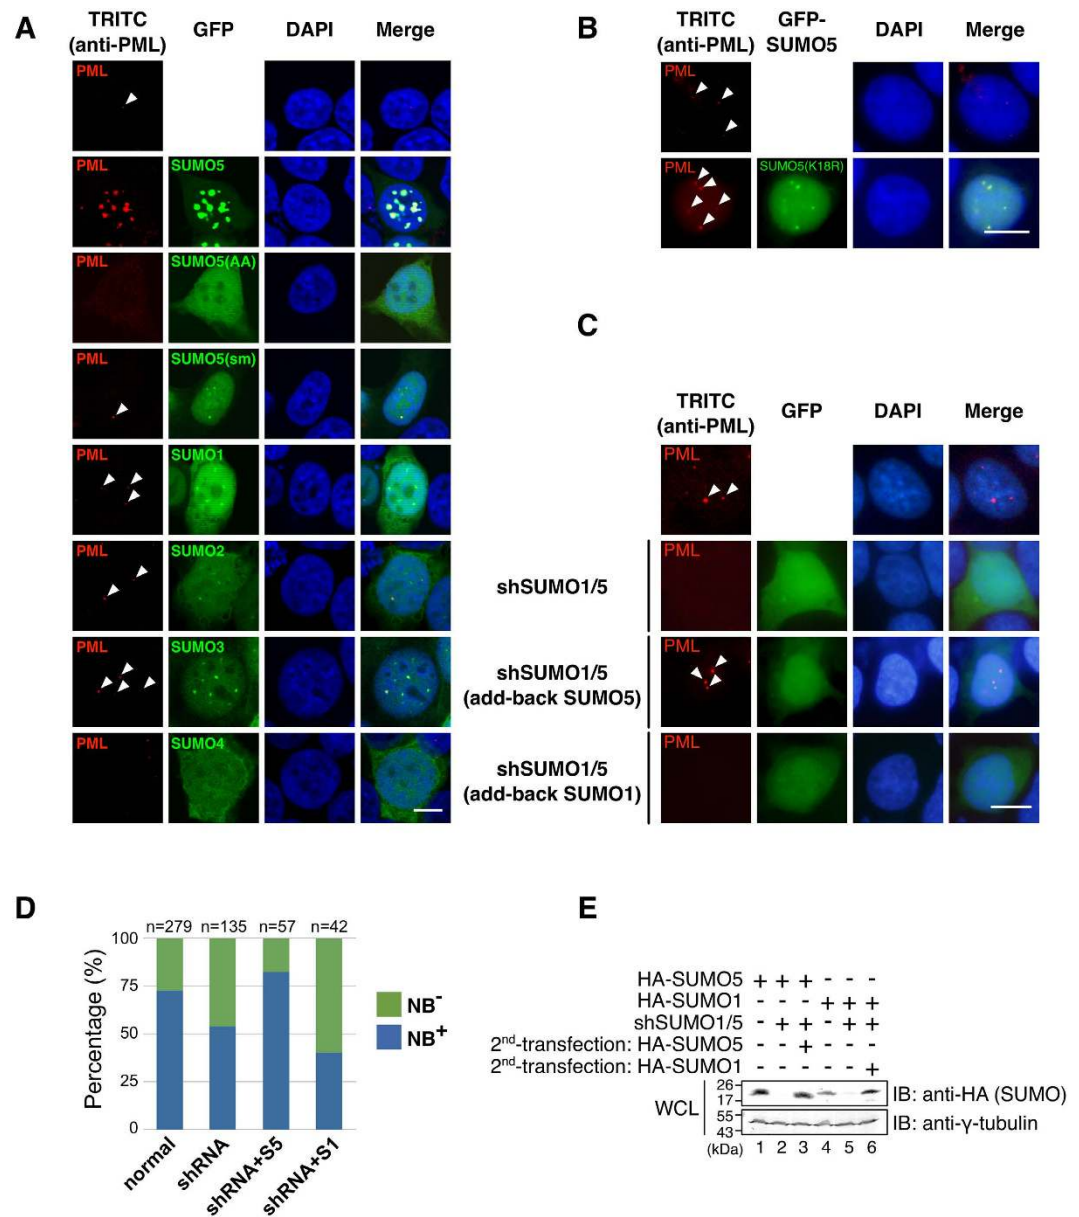 A
TRITC GFP DAPI Merge
(anti-PML)
PML
PML SUMO5
PML SUMO5(AA)
PML SUMO5(sm)
PML SUMO1
PML SUMO2
PML SUMO3
PML SUMO4
B
TRITC GFP- DAPI Merge
(anti-PML) SUMO5
PML
PML SUMO5(K18R)
C
TRITC GFP DAPI Merge
(anti-PML)
PML
shSUMO1/5 PML
shSUMO1/5 PML
(add-back SUMO5)
shSUMO1/5 PML
(add-back SUMO1)
D
n=279 n=135 n=57 n=42
Percentage (%)
100
75
50
25
0
normal shRNA shRNA+S5 shRNA+S1
NB-
NB+
E
HA-SUMO5 + + + - - -
HA-SUMO1 - - - + + +
shSUMO1/5 - + + - + +
2nd-transfection: HA-SUMO5 - - + - - -
2nd-transfection: HA-SUMO1 - - - - - +
WCL
26
17
IB: anti-HA (SUMO)
55
43
IB: anti-γ-tubulin
(kDa) 1 2 3 4 5 6